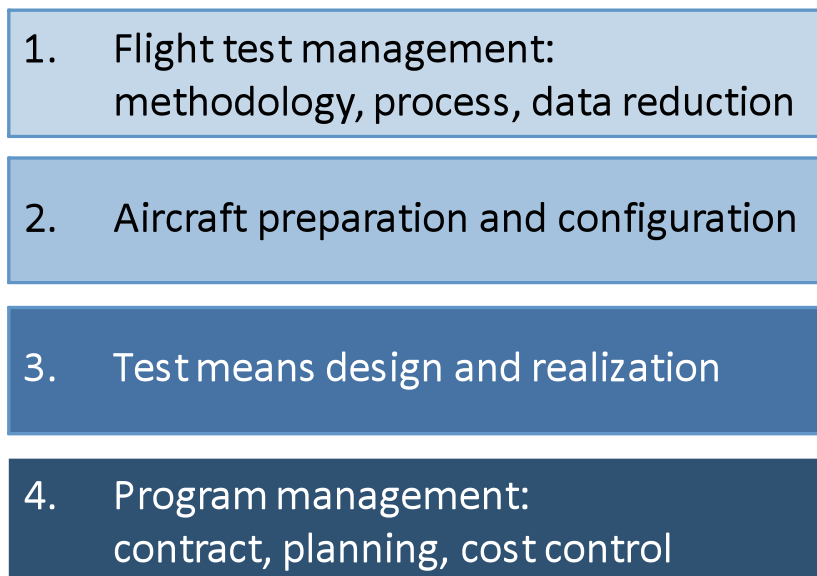 1. Flight test management:
methodology, process, data reduction
2. Aircraft preparation and configuration
3. Test means design and realization
4. Program management:
contract, planning, cost control